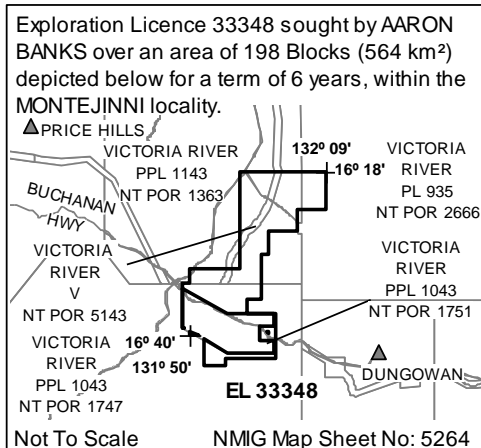 Exploration Licence 33348 sought by AARON
BANKS over an area of 198 Blocks (564 km²)
depicted below for a term of 6 years, within the
MONTEJINNI locality.
PRICE HILLS
VICTORIA RIVER
PPL 1143
NT POR 1363
132º 09'
16º 18'
VICTORIA
RIVER
PL 935
NT POR 2666
BUCHANAN
HWY
VICTORIA
RIVER
V
NT POR 5143
VICTORIA
RIVER
PPL 1043
NT POR 1751
16º 40'
131º 50'
VICTORIA
RIVER
PPL 1043
NT POR 1747
DUNGOWAN
EL 33348
Not To Scale
NMIG Map Sheet No: 5264